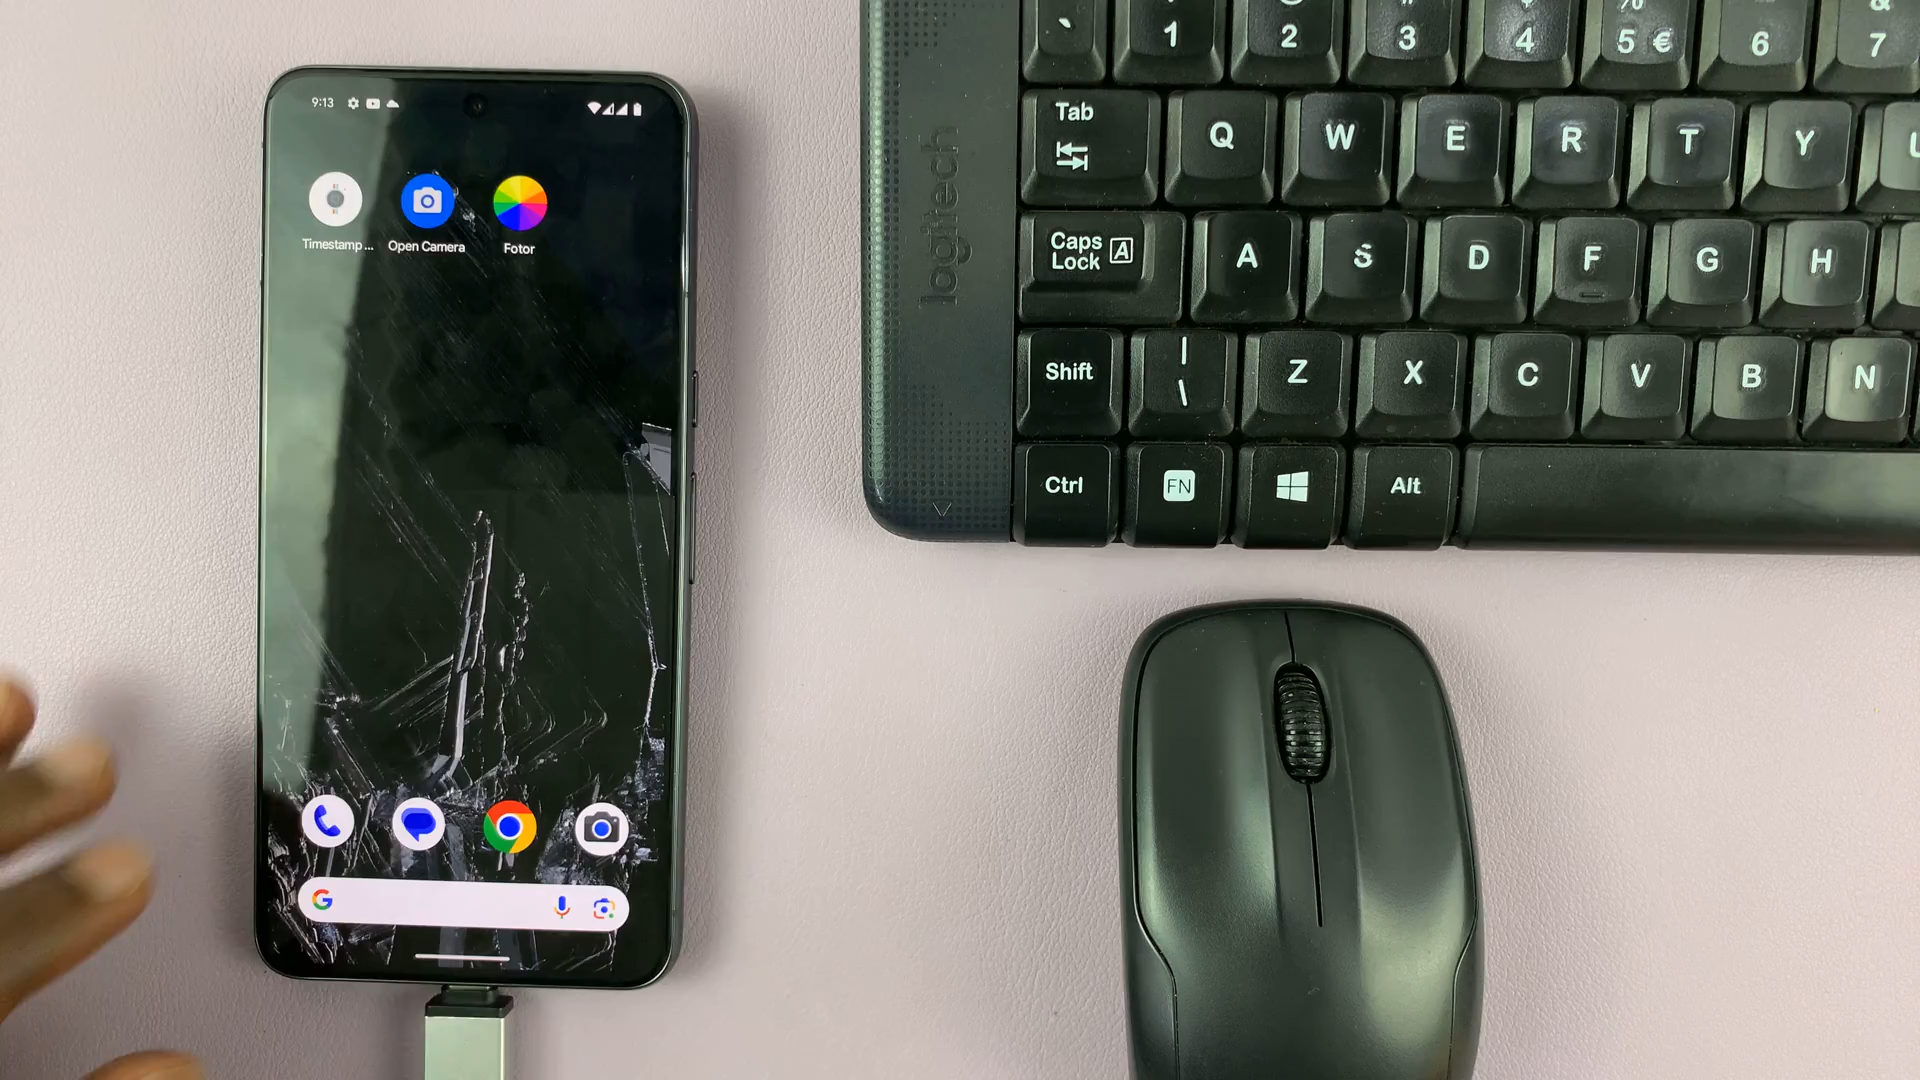 9:13
Timestamp ...
Open Camera
Fotor
G
logitech
`
1
2
3
4
5 €
6
& 7
Tab
Q
W
E
R
T
Y
Caps Lock A
A
S
D
F
G
H
Shift
| \
Z
X
C
V
B
N
Ctrl
FN
Alt